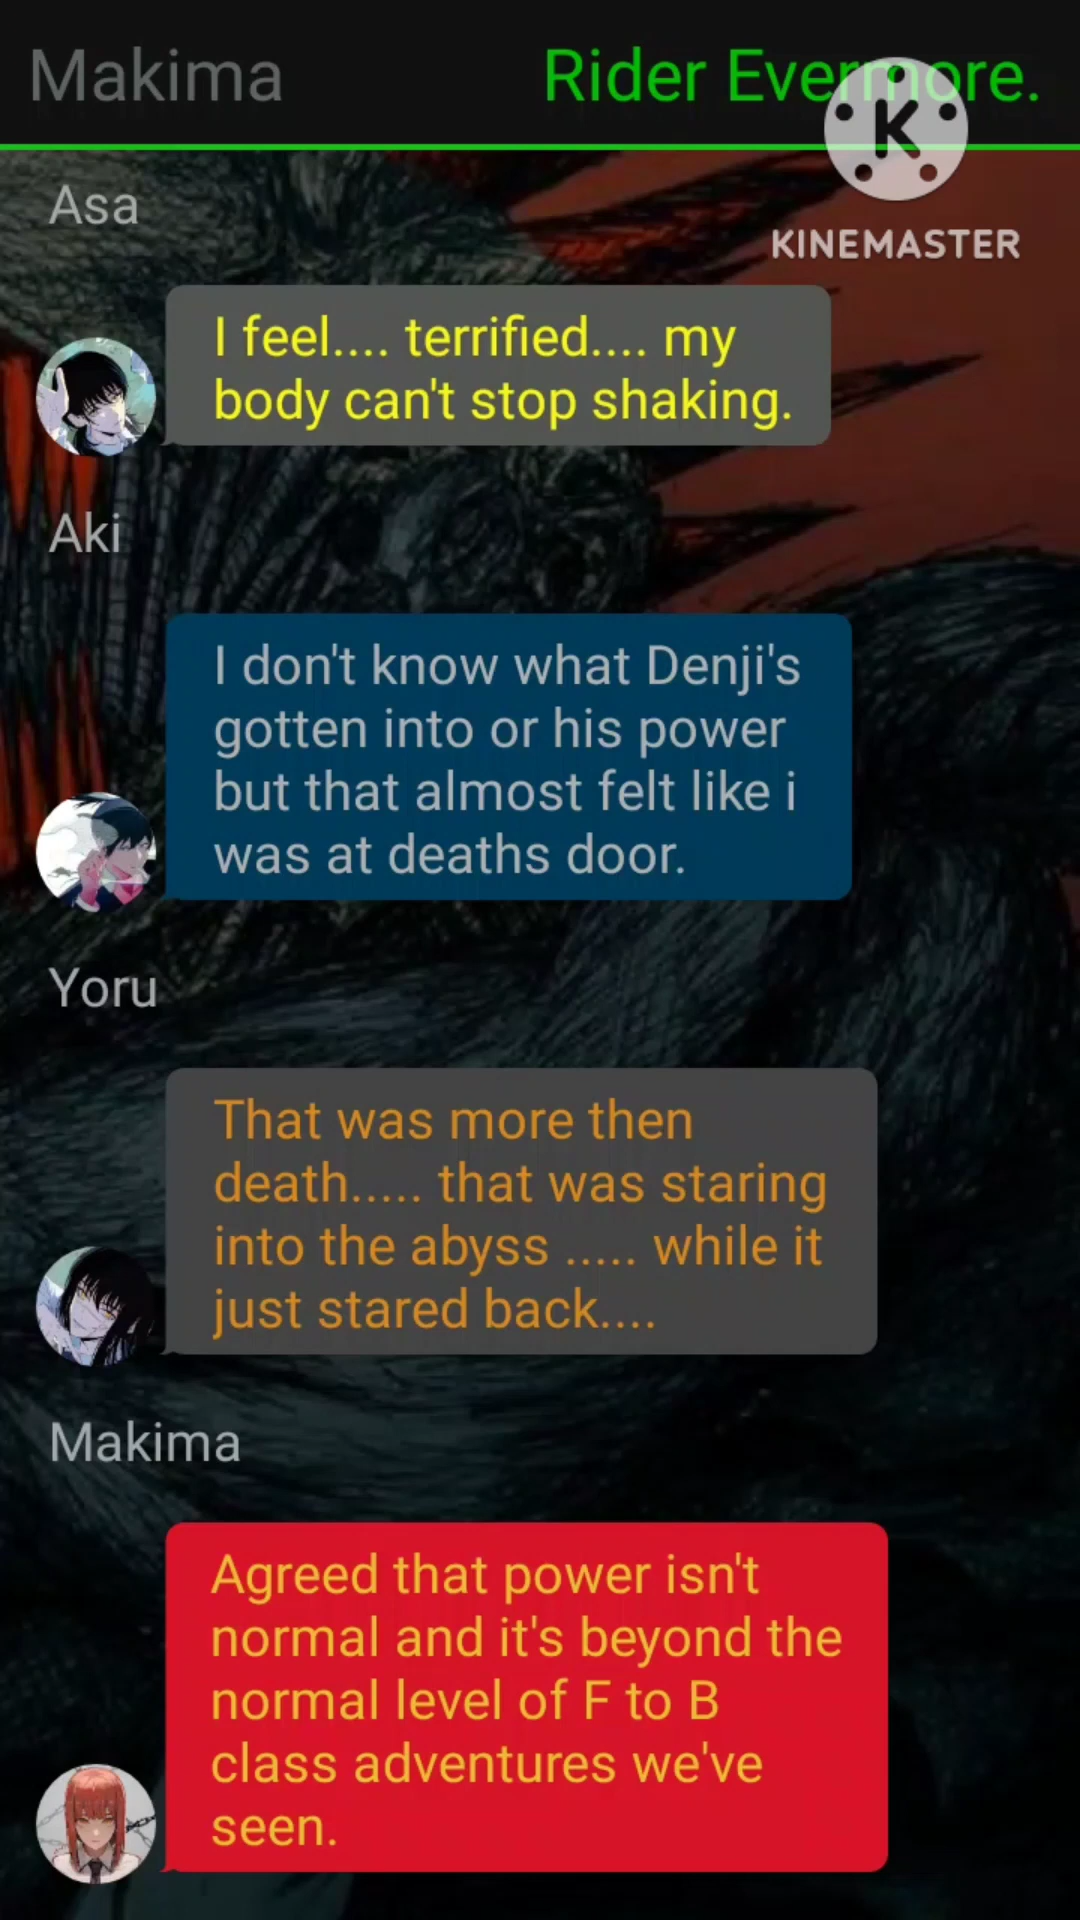 Makima
Rider Evermore.
K
KINEMASTER
Asa
I feel.... terrified.... my
body can't stop shaking.
Aki
I don't know what Denji's
gotten into or his power
but that almost felt like i
was at deaths door.
Yoru
That was more then
death..... that was staring
into the abyss ..... while it
just stared back....
Makima
Agreed that power isn't
normal and it's beyond the
normal level of F to B
class adventures we've
seen.